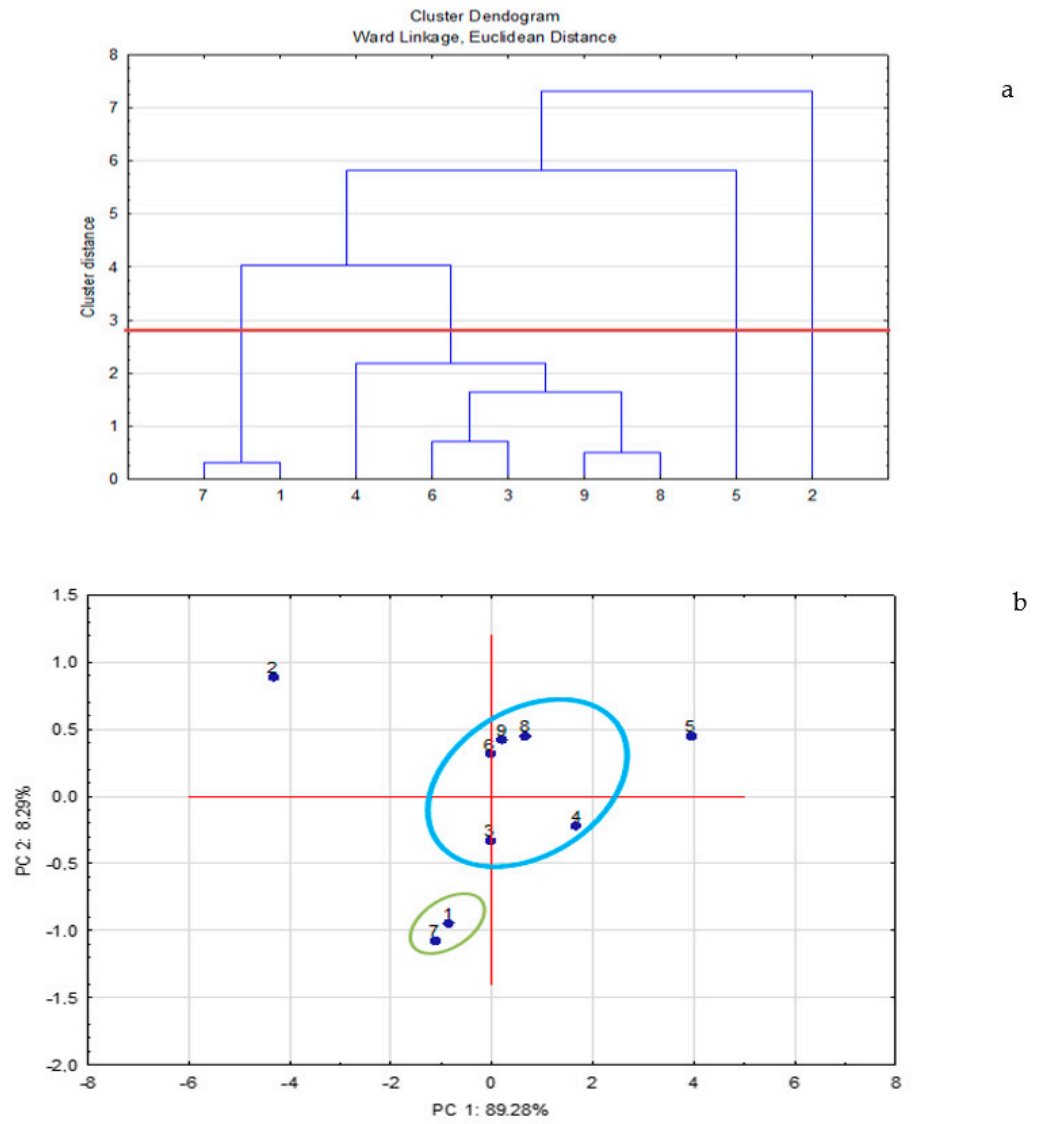 Cluster Dendogram
Ward Linkage, Euclidean Distance
a
8
7
6
5
4
3
2
1
0
Cluster distance
7 1 4 6 3 9 8 5 2
b
1.5
1.0
0.5
0.0
-0.5
-1.0
-1.5
-2.0
PC 2: 8.29%
2
9 8
5
6
4
3
1
7
-8 -6 -4 -2 0 2 4 6 8
PC 1: 89.28%